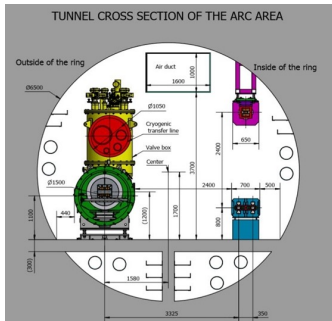 TUNNEL CROSS SECTION OF THE ARC AREA
Outside of the ring
Inside of the ring
Air duct
1000
1600
Ø6500
Ø1050
Cryogenic
transfer line
Valve box
Center
650
2400
3700
Ø1500
2400
700
500
1100
440
(1200)
1700
800
(300)
1580
3325
350